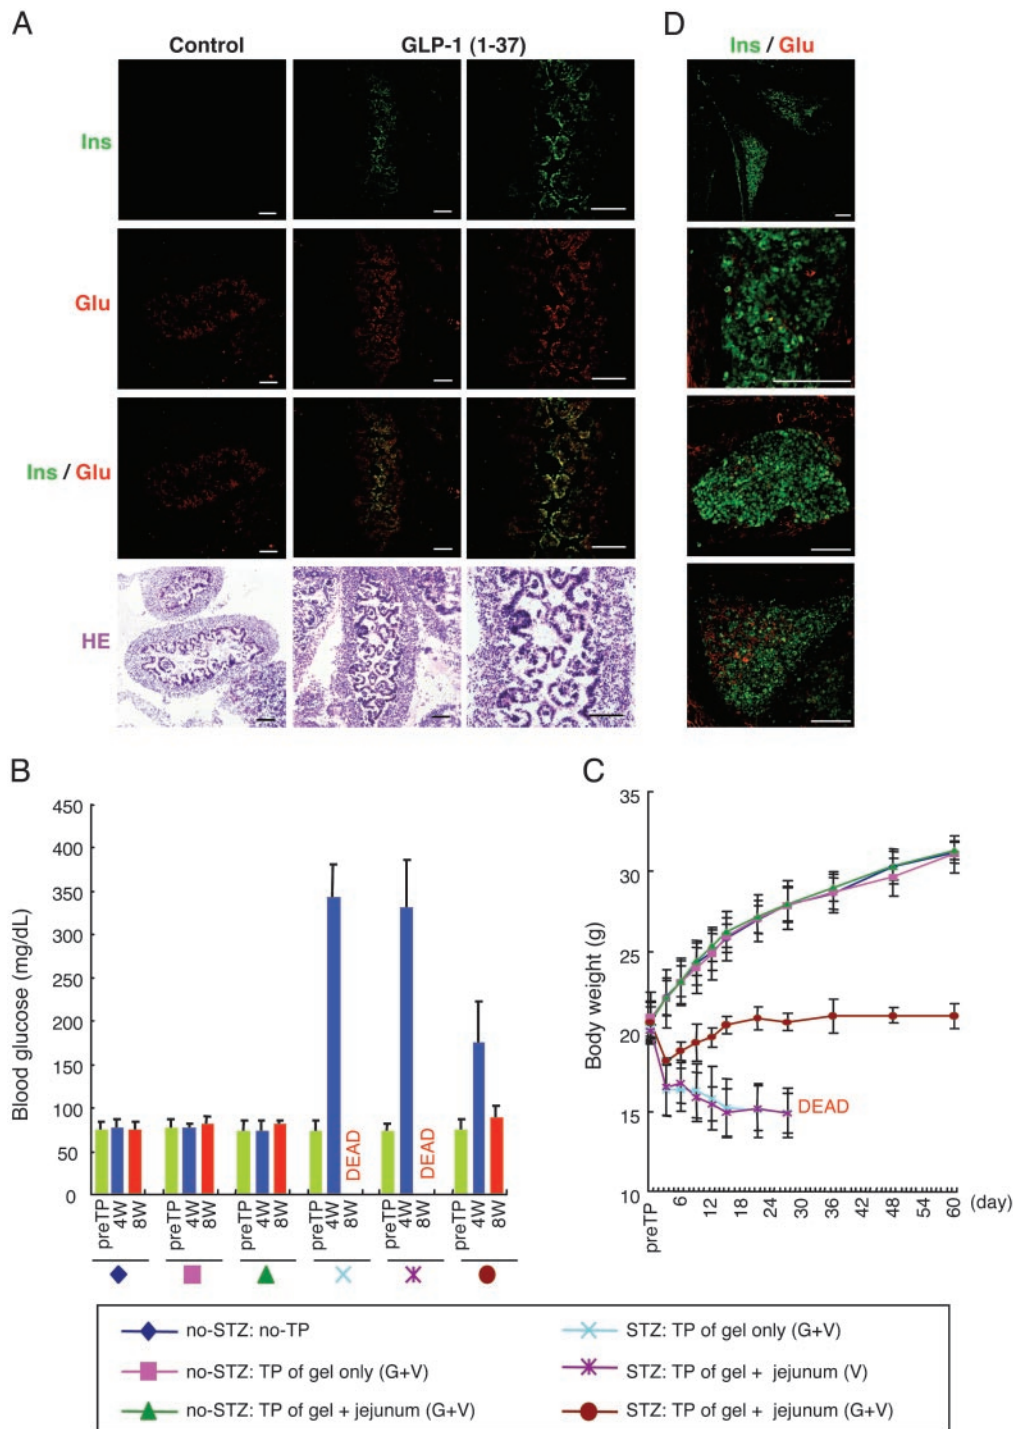 A
D
Control
GLP-1 (1-37)
Ins / Glu
Ins
Glu
Ins / Glu
HE
B
C
450
400
350
300
250
200
150
100
50
0
Blood glucose (mg/dL)
DEAD
DEAD
preTP
4W
8W
preTP
4W
8W
preTP
4W
8W
preTP
4W
8W
preTP
4W
8W
preTP
4W
8W
35
30
25
20
15
10
Body weight (g)
DEAD
preTP
6
12
18
24
30
36
42
48
54
60
(day)
no-STZ: no-TP
no-STZ: TP of gel only (G+V)
no-STZ: TP of gel + jejunum (G+V)
STZ: TP of gel only (G+V)
STZ: TP of gel + jejunum (V)
STZ: TP of gel + jejunum (G+V)